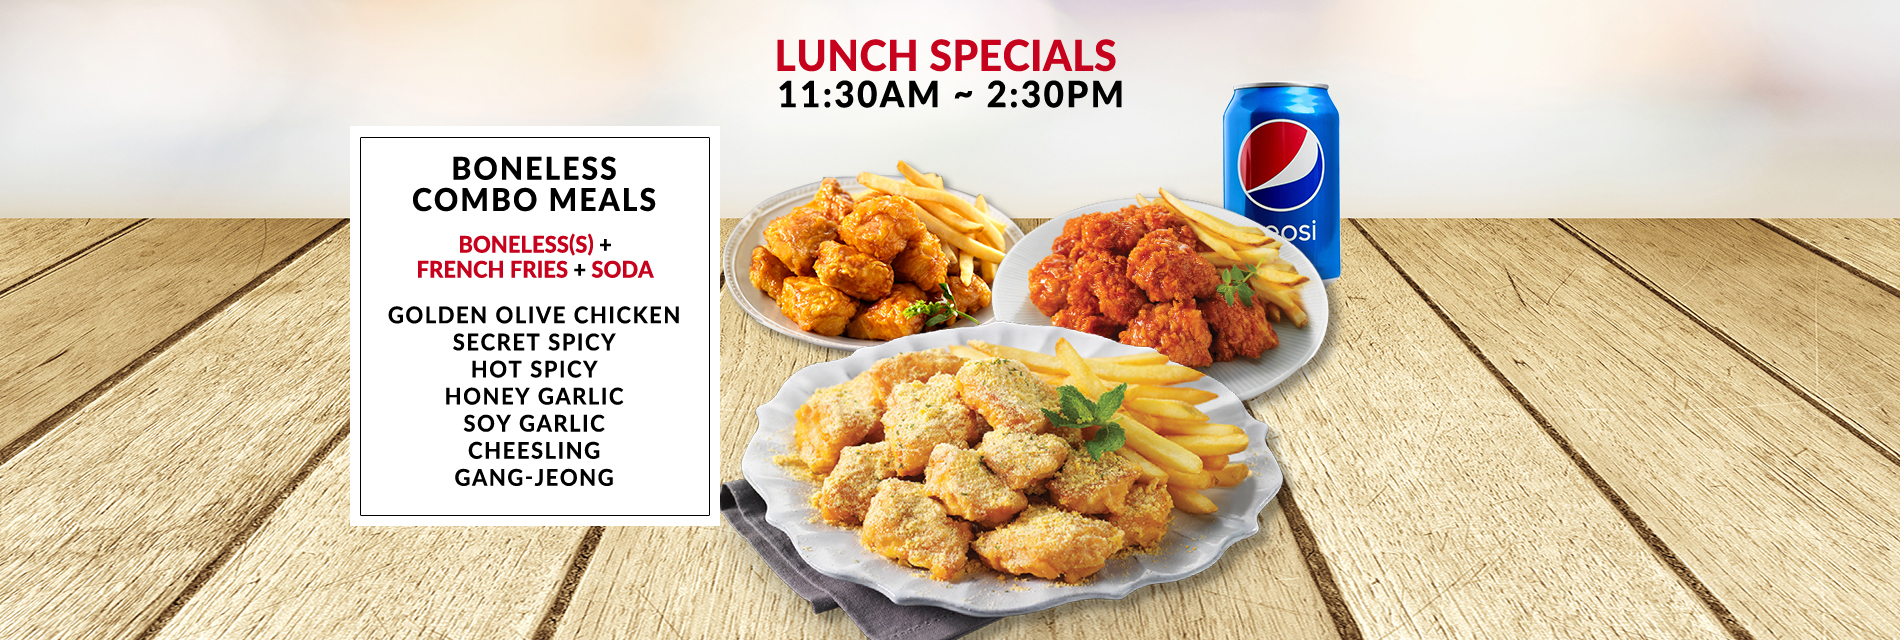 LUNCH SPECIALS
11:30AM ~ 2:30PM
BONELESS
COMBO MEALS
BONELESS(S) +
FRENCH FRIES + SODA
GOLDEN OLIVE CHICKEN
SECRET SPICY
HOT SPICY
HONEY GARLIC
SOY GARLIC
CHEESLING
GANG-JEONG